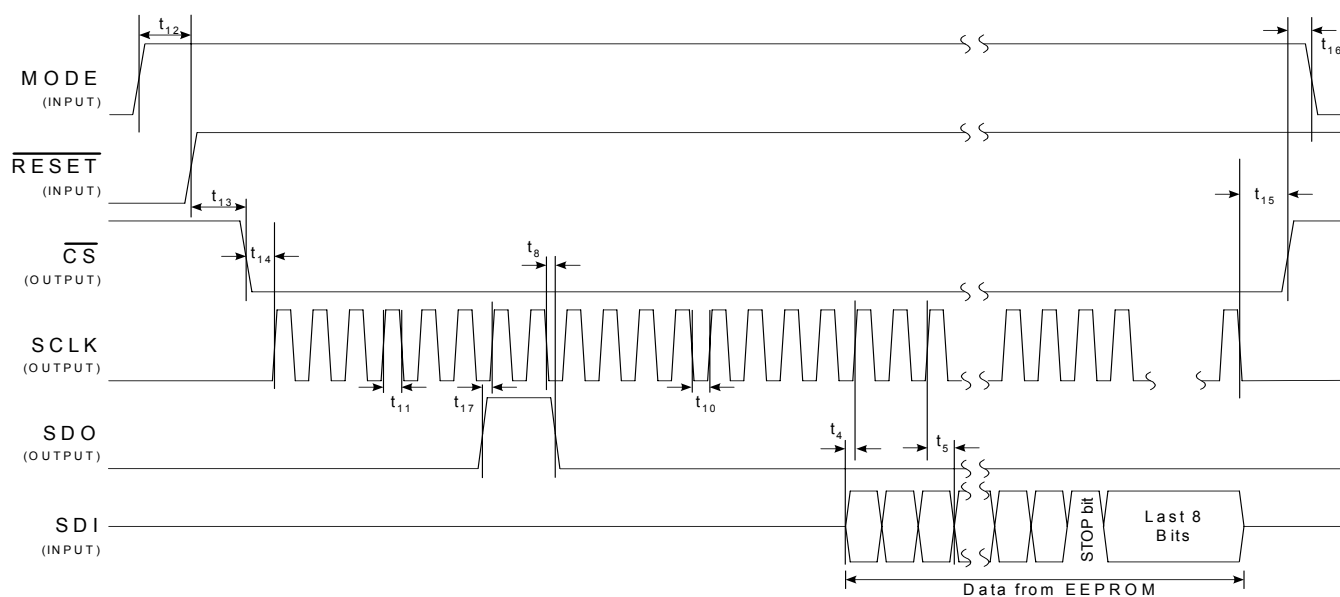 t12
MODE
(INPUT)
t16
RESET
(INPUT)
t13
t15
CS
(OUTPUT)
t14
t8
SCLK
(OUTPUT)
t11
t17
t10
SDO
(OUTPUT)
t4
t5
SDI
(INPUT)
STOP bit
Last 8
Bits
Data from EEPROM